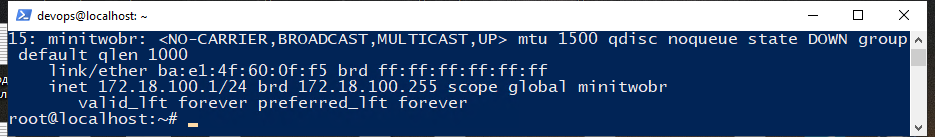 devops@localhost: ~
15: minitwobr: <NO-CARRIER,BROADCAST,MULTICAST,UP> mtu 1500 qdisc noqueue state DOWN group
default qlen 1000
link/ether ba:e1:4f:60:0f:f5 brd ff:ff:ff:ff:ff:ff
inet 172.18.100.1/24 brd 172.18.100.255 scope global minitwobr
valid_lft forever preferred_lft forever
root@localhost:~#